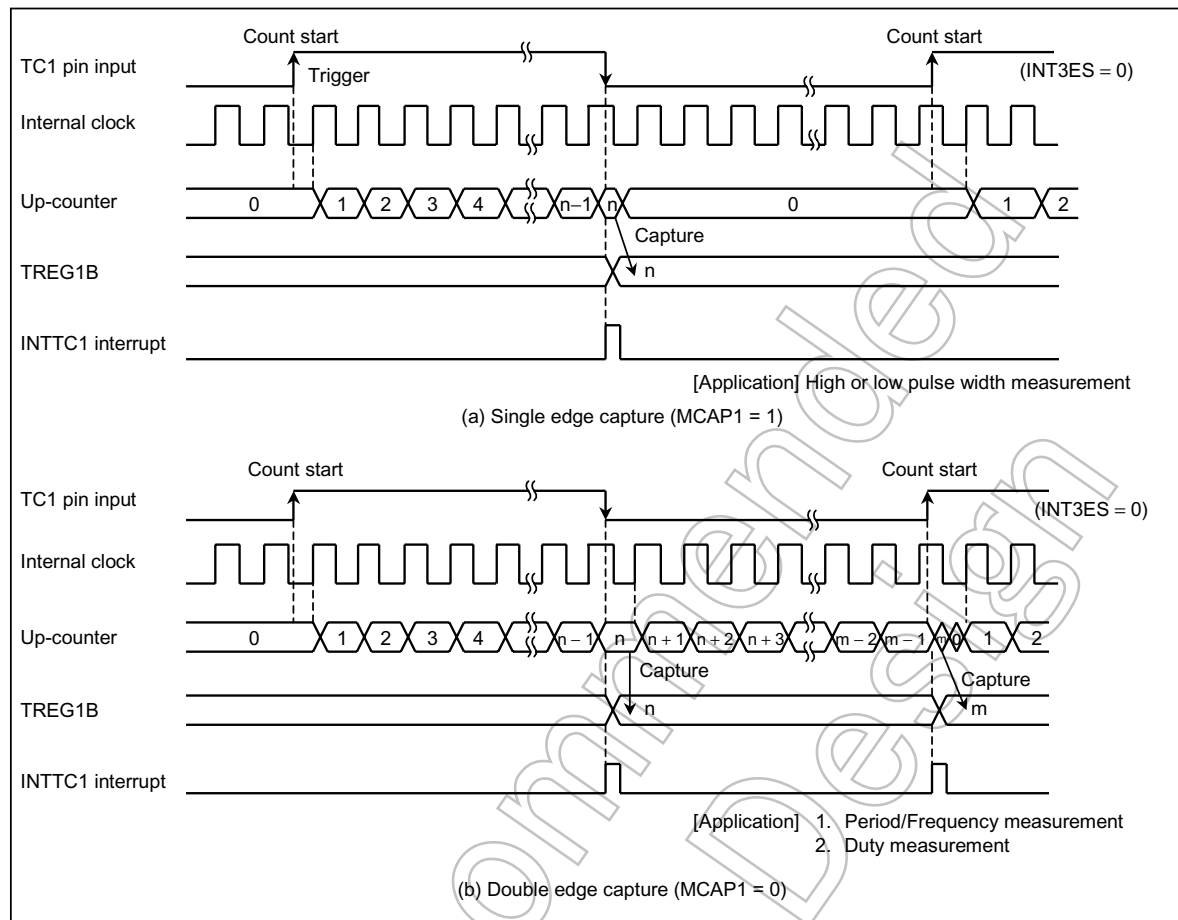 Count start
Count start
TC1 pin input
Trigger
(INT3ES = 0)
Internal clock
Up-counter
0 1 2 3 4 n−1 n 0 1 2
Capture
TREG1B
n
INTTC1 interrupt
[Application] High or low pulse width measurement
(a) Single edge capture (MCAP1 = 1)
Count start
Count start
TC1 pin input
(INT3ES = 0)
Internal clock
Up-counter
0 1 2 3 4 n − 1 n n + 1 n + 2 n + 3 m − 2 m − 1 m 0 1 2
Capture
Capture
TREG1B
n
m
INTTC1 interrupt
[Application] 1. Period/Frequency measurement
2. Duty measurement
(b) Double edge capture (MCAP1 = 0)
ommended
Design